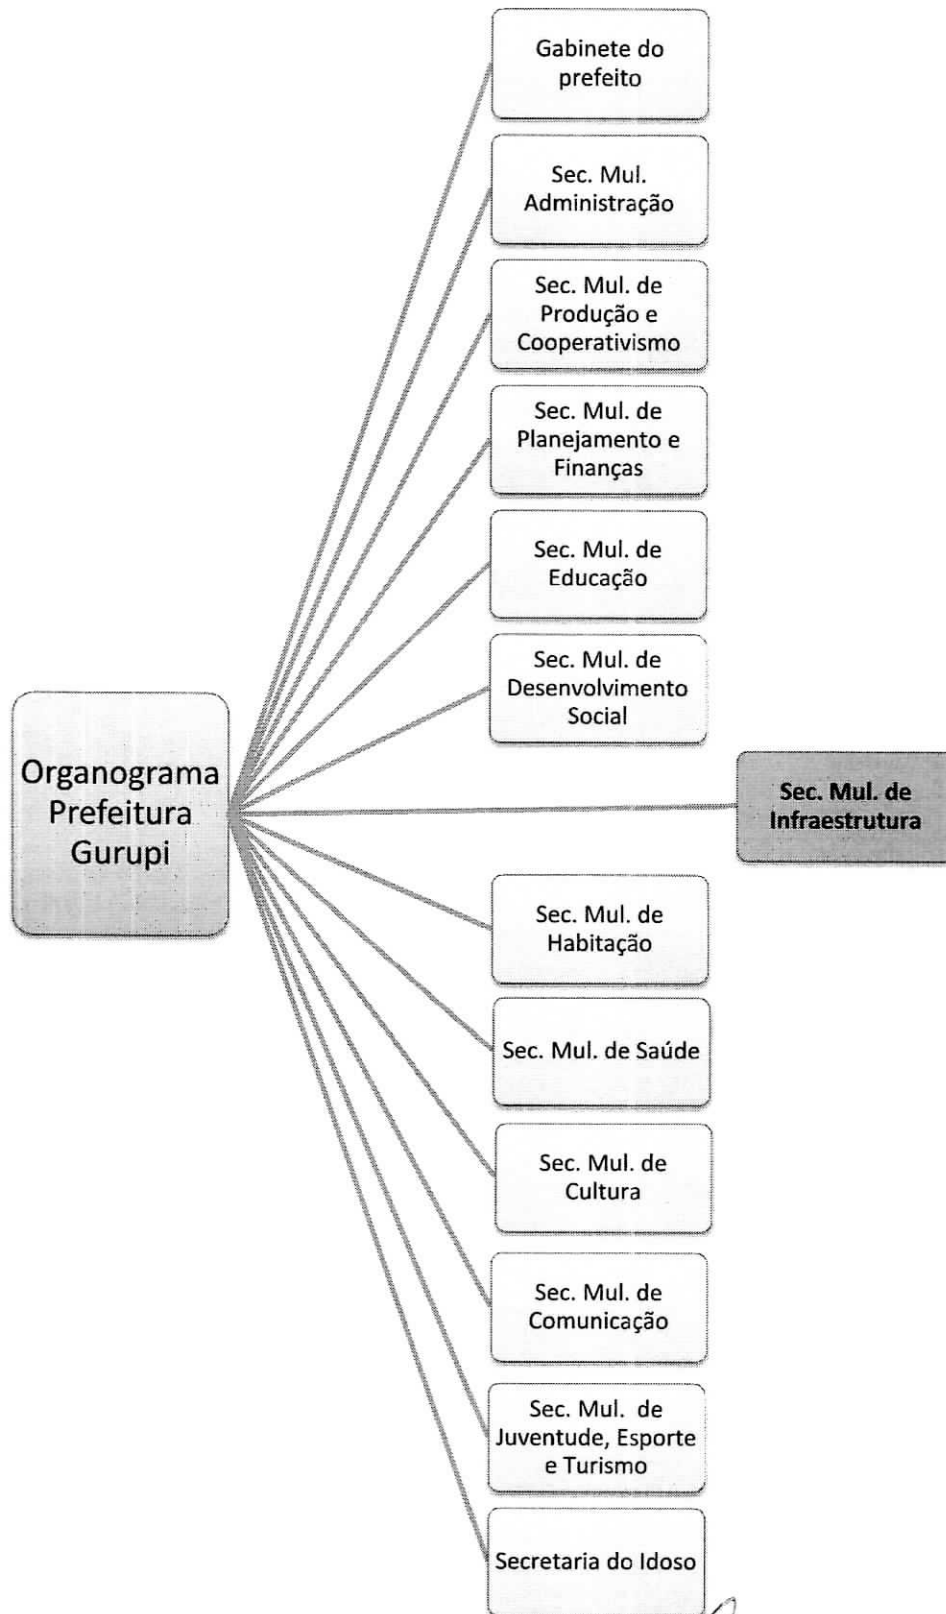 Gabinete do
prefeito
Sec. Mul.
Administração
Sec. Mul. de
Produção e
Cooperativismo
Sec. Mul. de
Planejamento e
Finanças
Sec. Mul. de
Educação
Sec. Mul. de
Desenvolvimento
Social
Organograma
Prefeitura
Gurupi
Sec. Mul. de
Infraestrutura
Sec. Mul. de
Habitação
Sec. Mul. de Saúde
Sec. Mul. de
Cultura
Sec. Mul. de
Comunicação
Sec. Mul. de
Juventude, Esporte
e Turismo
Secretaria do Idoso